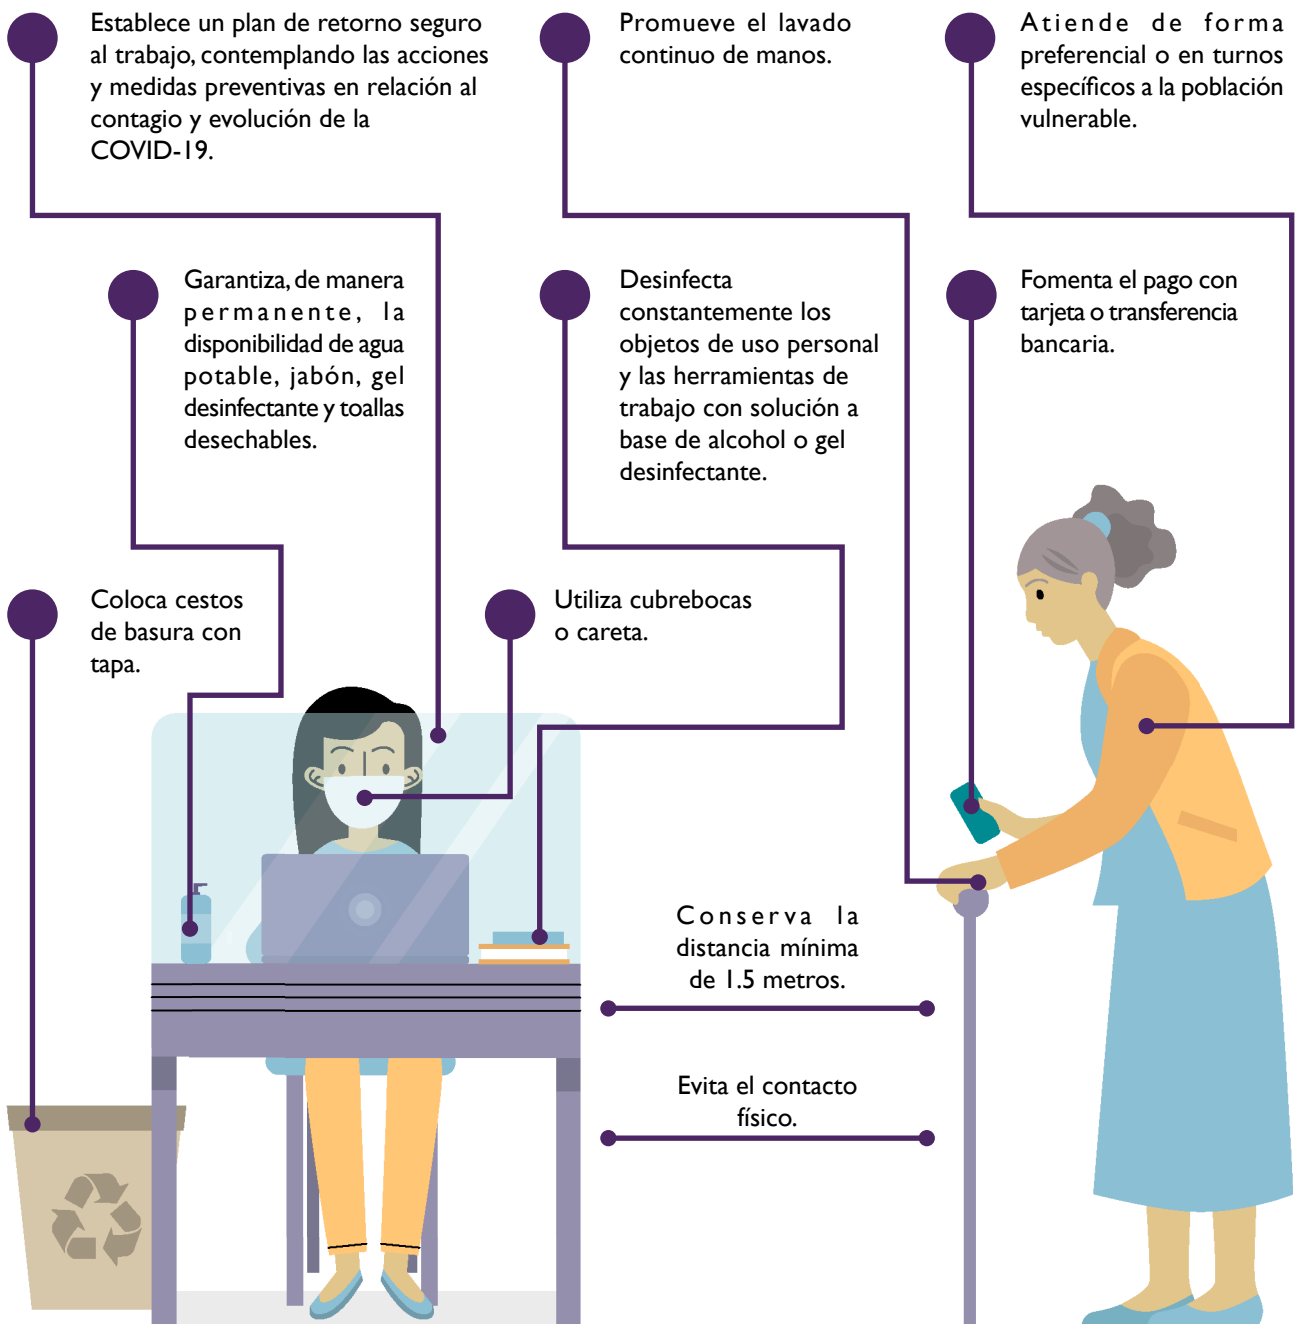 Establece un plan de retorno seguro
al trabajo, contemplando las acciones
y medidas preventivas en relación al
contagio y evolución de la
COVID-19.
Promueve el lavado
continuo de manos.
Atiende de forma
preferencial o en turnos
específicos a la población
vulnerable.
Garantiza, de manera
permanente, la
disponibilidad de agua
potable, jabón, gel
desinfectante y toallas
desechables.
Desinfecta
constantemente los
objetos de uso personal
y las herramientas de
trabajo con solución a
base de alcohol o gel
desinfectante.
Fomenta el pago con
tarjeta o transferencia
bancaria.
Coloca cestos
de basura con
tapa.
Utiliza cubrebocas
o careta.
Conserva la
distancia mínima
de 1.5 metros.
Evita el contacto
físico.